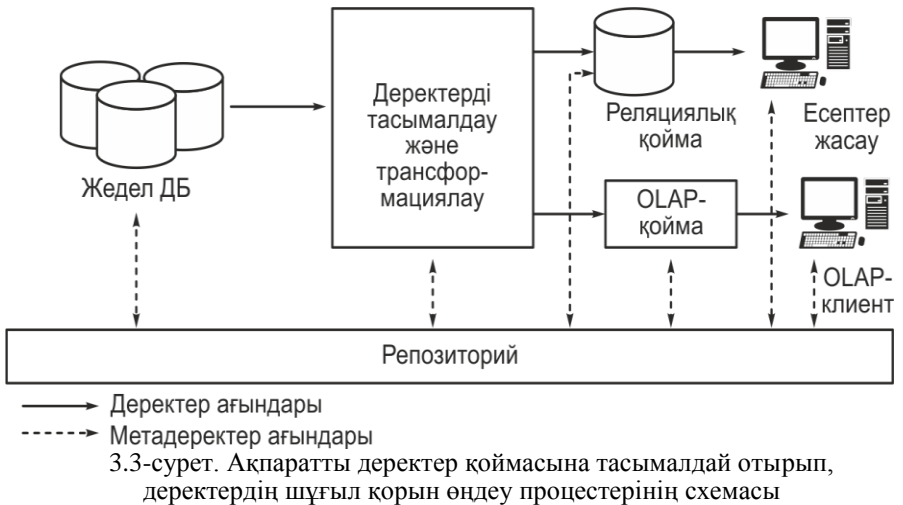 Деректерді
тасымалдау
және
трансфор-
мациялау
Жедел ДБ
Реляциялық
қойма
Есептер
жасау
OLAP-
қойма
OLAP-
клиент
Репозиторий
Деректер ағындары
Метадеректер ағындары
3.3-сурет. Ақпаратты деректер қоймасына тасымалдай отырып,
деректердің шұғыл қорын өңдеу процестерінің схемасы